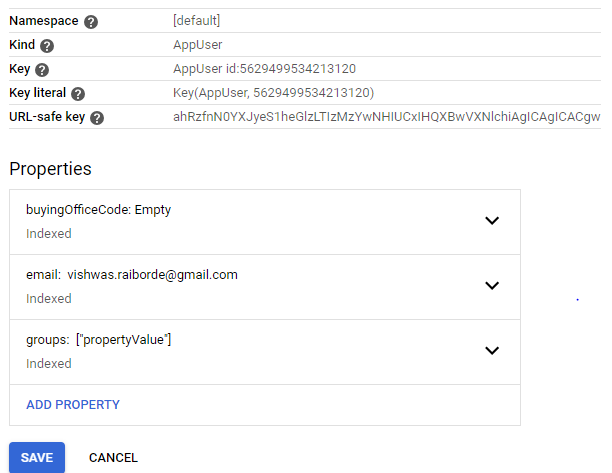 Namespace ? [default]
Kind ? AppUser
Key ? AppUser id:5629499534213120
Key literal ? Key(AppUser, 5629499534213120)
URL-safe key ? ahRzfnN0YXJyeS1heGlzLTIzMzYwNHIUCxIHQXBwVXNlchiAgICAgICACgw
Properties
buyingOfficeCode: Empty
Indexed
email: vishwas.raiborde@gmail.com
Indexed
groups: ["propertyValue"]
Indexed
ADD PROPERTY
SAVE CANCEL